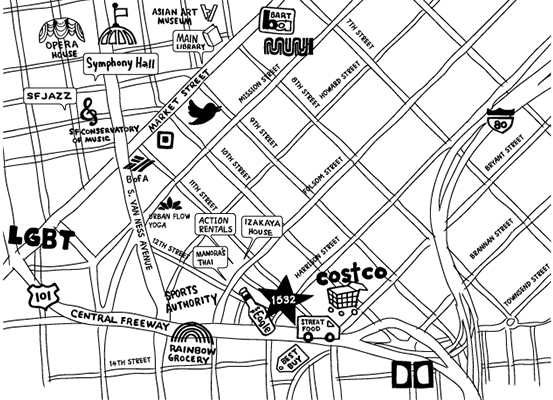 ASIAN ART
MUSEUM
MAIN
LIBRARY
BART
7TH STREET
OPERA
HOUSE
Symphony Hall
MARKET STREET
MISSION STREET
8TH STREET
HOWARD STREET
SFJAZZ
SF CONSERVATORY
OF MUSIC
80
9TH STREET
10TH STREET
FOLSOM STREET
BRYANT STREET
BofA
11TH STREET
S. VAN NESS AVENUE
URBAN FLOW
YOGA
ACTION
RENTALS
IZAKAYA
HOUSE
LGBT
12TH STREET
MANORA'S
THAI
HARRISON STREET
BRANNAN STREET
TOWNSEND STREET
COSTCO
101
SPORTS
AUTHORITY
1532
Eagle
STREAT
FOOD
CENTRAL FREEWAY
RAINBOW
GROCERY
14TH STREET
BEST
BUY